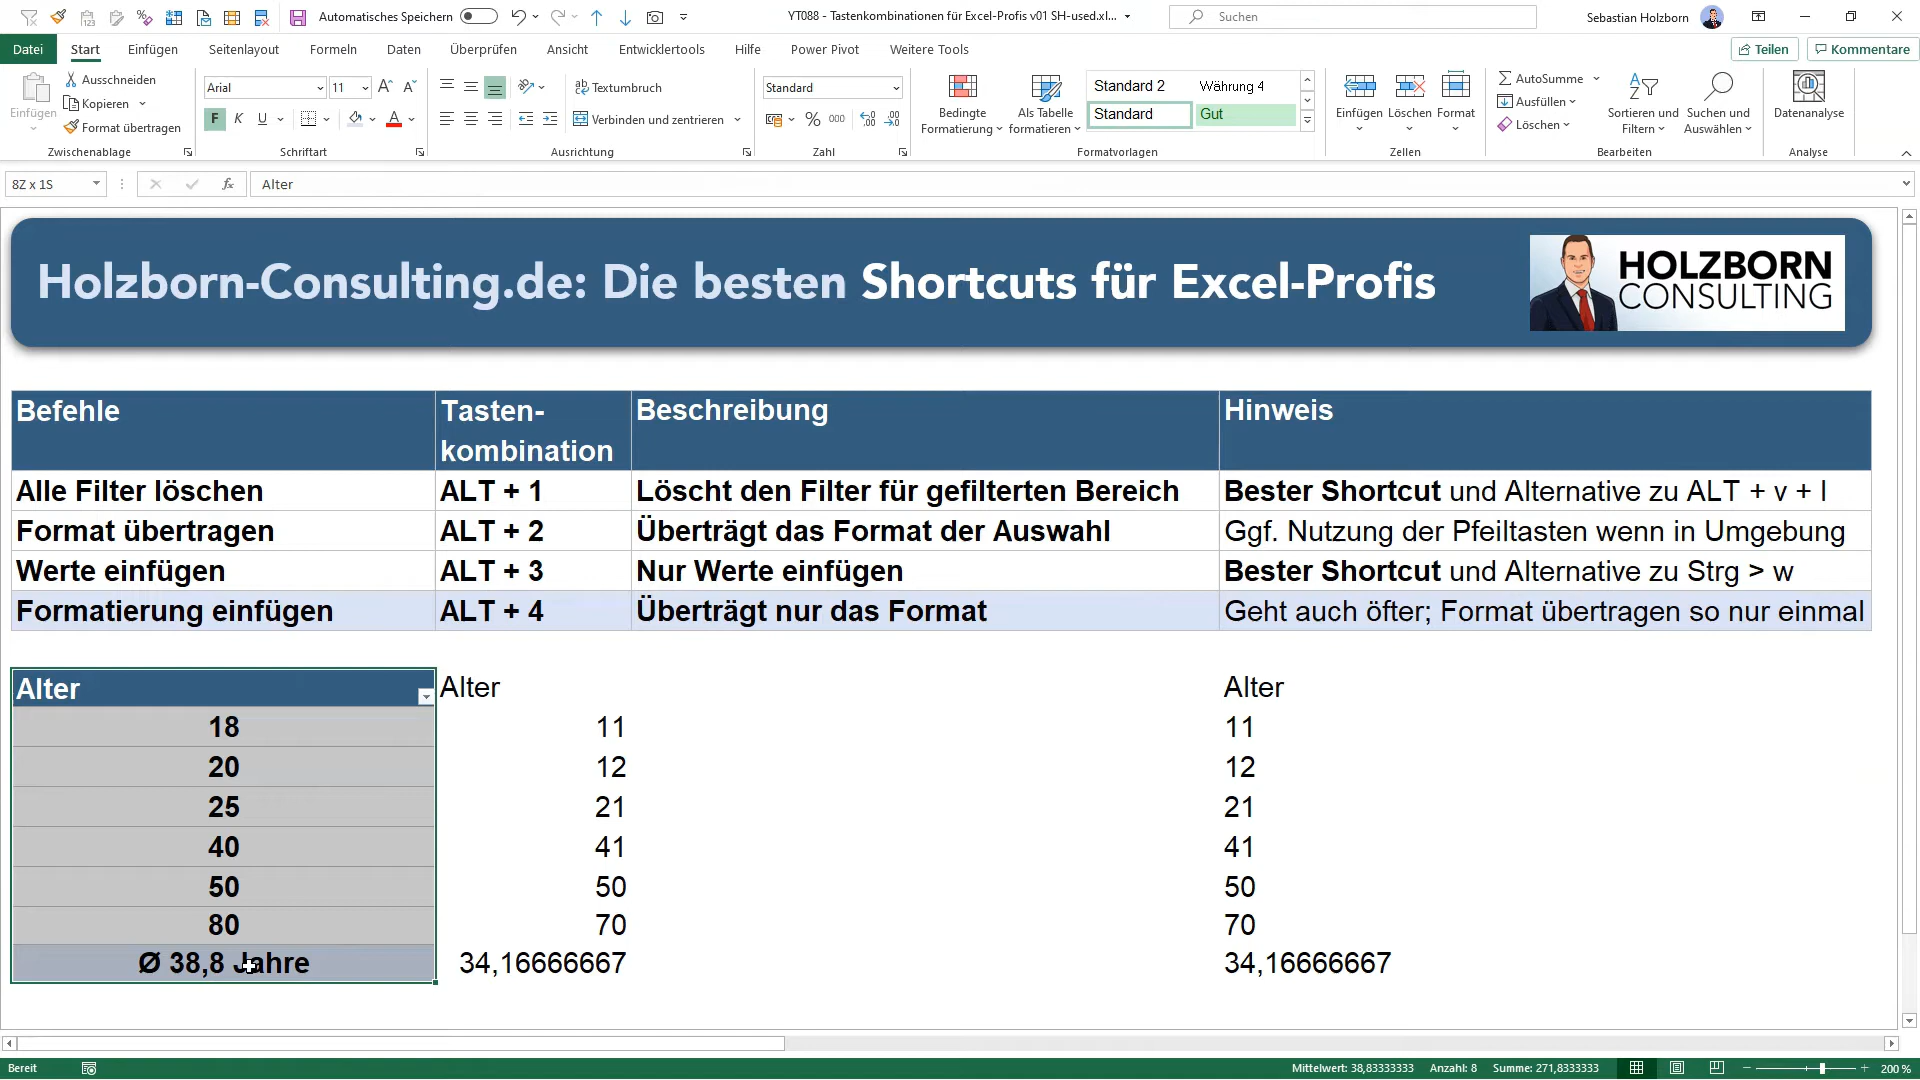 Automatisches Speichern
YT088 - Tastenkombinationen für Excel-Profis v01 SH-used.xl...
Suchen
Sebastian Holzborn
Datei Start Einfügen Seitenlayout Formeln Daten Überprüfen Ansicht Entwicklertools Hilfe Power Pivot Weitere Tools
Teilen Kommentare
Einfügen
Ausschneiden
Kopieren
Format übertragen
Zwischenablage
Arial 11
F K U
Schriftart
Textumbruch
Verbinden und zentrieren
Ausrichtung
Standard
% 000
Zahl
Bedingte Formatierung
Als Tabelle formatieren
Standard 2 Währung 4
Standard Gut
Formatvorlagen
Einfügen Löschen Format
Zellen
AutoSumme
Ausfüllen
Löschen
Sortieren und Filtern
Suchen und Auswählen
Bearbeiten
Datenanalyse
Analyse
8Z x 1S fx Alter
Holzborn-Consulting.de: Die besten Shortcuts für Excel-Profis
HOLZBORN
CONSULTING
Befehle Tasten-kombination Beschreibung Hinweis
Alle Filter löschen ALT + 1 Löscht den Filter für gefilterten Bereich Bester Shortcut und Alternative zu ALT + v + l
Format übertragen ALT + 2 Überträgt das Format der Auswahl Ggf. Nutzung der Pfeiltasten wenn in Umgebung
Werte einfügen ALT + 3 Nur Werte einfügen Bester Shortcut und Alternative zu Strg > w
Formatierung einfügen ALT + 4 Überträgt nur das Format Geht auch öfter; Format übertragen so nur einmal
Alter Alter Alter
18 11 11
20 12 12
25 21 21
40 41 41
50 50 50
80 70 70
Ø 38,8 Jahre 34,16666667 34,16666667
Bereit
Mittelwert: 38,83333333 Anzahl: 8 Summe: 271,8333333
200 %